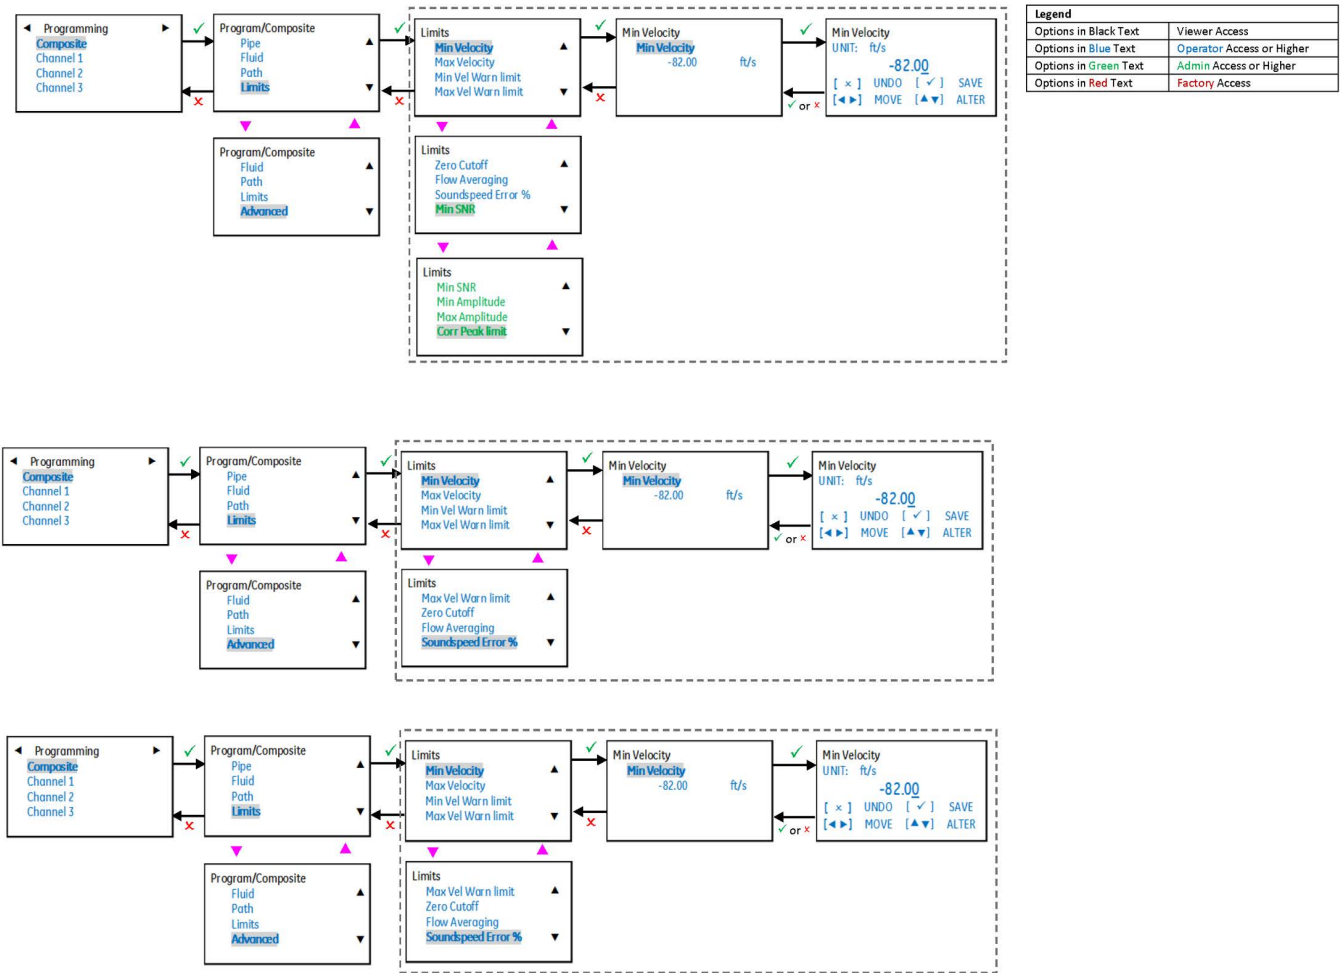 Legend
Options in Black Text Viewer Access
Options in Blue Text Operator Access or Higher
Options in Green Text Admin Access or Higher
Options in Red Text Factory Access
◄ Programming ►
Composite
Channel 1
Channel 2
Channel 3
✓
x
Program/Composite
Pipe ▲
Fluid
Path
Limits ▼
✓
x
Limits
Min Velocity ▲
Max Velocity
Min Vel Warn limit
Max Vel Warn limit ▼
✓
x
Min Velocity
Min Velocity
-82.00 ft/s
✓
✓ or x
Min Velocity
UNIT: ft/s
-82.00
[ × ] UNDO [ ✓ ] SAVE
[◄ ►] MOVE [▲▼] ALTER
Program/Composite
Fluid ▲
Path
Limits
Advanced ▼
Limits
Zero Cutoff ▲
Flow Averaging
Soundspeed Error %
Min SNR ▼
Limits
Min SNR ▲
Min Amplitude
Max Amplitude
Corr Peak limit ▼
◄ Programming ►
Composite
Channel 1
Channel 2
Channel 3
✓
x
Program/Composite
Pipe ▲
Fluid
Path
Limits ▼
✓
x
Limits
Min Velocity ▲
Max Velocity
Min Vel Warn limit
Max Vel Warn limit ▼
✓
x
Min Velocity
Min Velocity
-82.00 ft/s
✓
✓ or x
Min Velocity
UNIT: ft/s
-82.00
[ × ] UNDO [ ✓ ] SAVE
[◄ ►] MOVE [▲▼] ALTER
Program/Composite
Fluid ▲
Path
Limits
Advanced ▼
Limits
Max Vel Warn limit ▲
Zero Cutoff
Flow Averaging
Soundspeed Error % ▼
◄ Programming ►
Composite
Channel 1
Channel 2
Channel 3
✓
x
Program/Composite
Pipe ▲
Fluid
Path
Limits ▼
✓
x
Limits
Min Velocity ▲
Max Velocity
Min Vel Warn limit
Max Vel Warn limit ▼
✓
x
Min Velocity
Min Velocity
-82.00 ft/s
✓
✓ or x
Min Velocity
UNIT: ft/s
-82.00
[ × ] UNDO [ ✓ ] SAVE
[◄ ►] MOVE [▲▼] ALTER
Program/Composite
Fluid ▲
Path
Limits
Advanced ▼
Limits
Max Vel Warn limit ▲
Zero Cutoff
Flow Averaging
Soundspeed Error % ▼